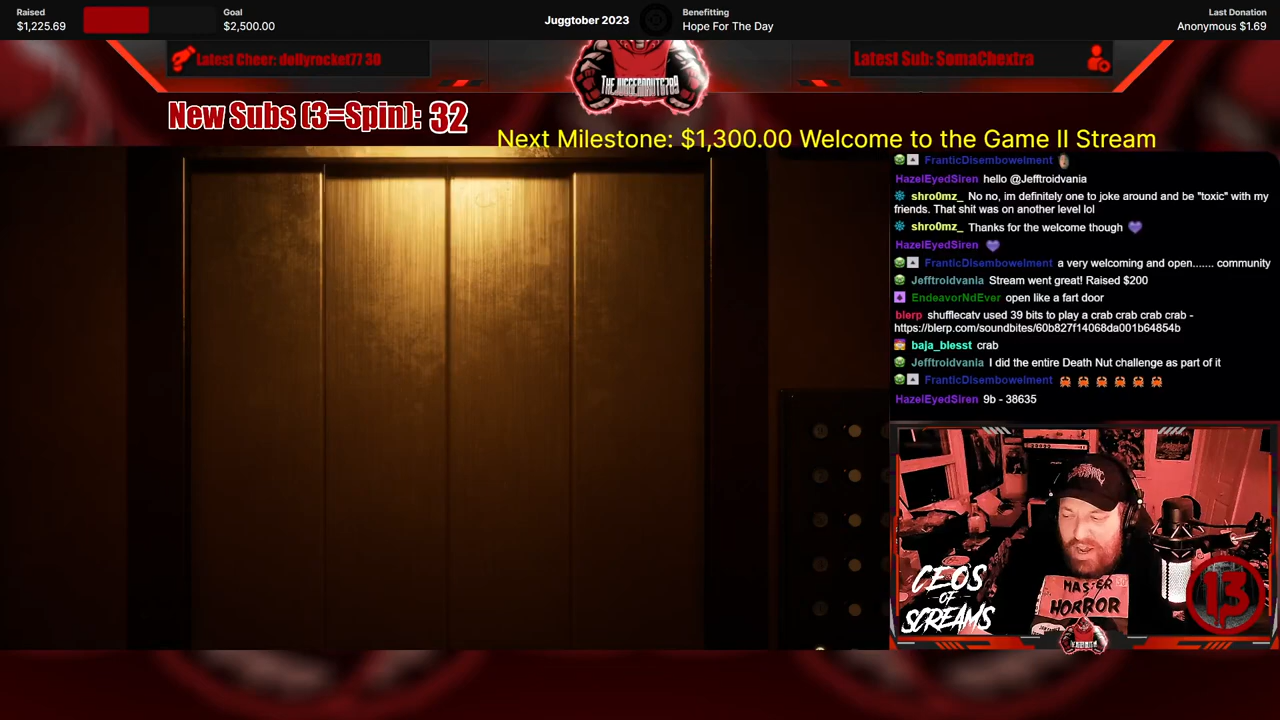 Raised
$1,225.69
Goal
$2,500.00
Juggtober 2023
Benefitting
Hope For The Day
Last Donation
Anonymous $1.69
Latest Cheer: dollyrocket77 30
THEJUGGERNAUT6789
Latest Sub: SomaChextra
New Subs (3=Spin): 32
Next Milestone: $1,300.00 Welcome to the Game II Stream
FranticDisembowelment
HazelEyedSiren hello @Jefftroidvania
shro0mz_ No no, im definitely one to joke around and be "toxic" with my
friends. That shit was on another level lol
shro0mz_ Thanks for the welcome though
HazelEyedSiren
FranticDisembowelment a very welcoming and open....... community
Jefftroidvania Stream went great! Raised $200
EndeavorNdEver open like a fart door
blerp shufflecatv used 39 bits to play a crab crab crab crab -
https://blerp.com/soundbites/60b827f14068da001b64854b
baja_blesst crab
Jefftroidvania I did the entire Death Nut challenge as part of it
FranticDisembowelment 🦀 🦀 🦀 🦀 🦀 🦀
HazelEyedSiren 9b - 38635
CEOS
OF
SCREAMS
MASTER
HORROR
13